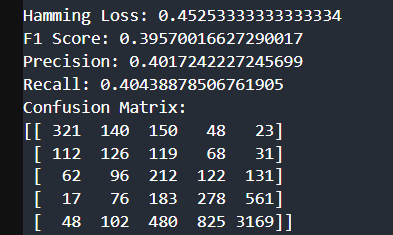 Hamming Loss: 0.45253333333333334
F1 Score: 0.39570016627290017
Precision: 0.4017242227245699
Recall: 0.40438878506761905
Confusion Matrix:
[[ 321  140  150   48   23]
 [ 112  126  119   68   31]
 [  62   96  212  122  131]
 [  17   76  183  278  561]
 [  48  102  480  825 3169]]